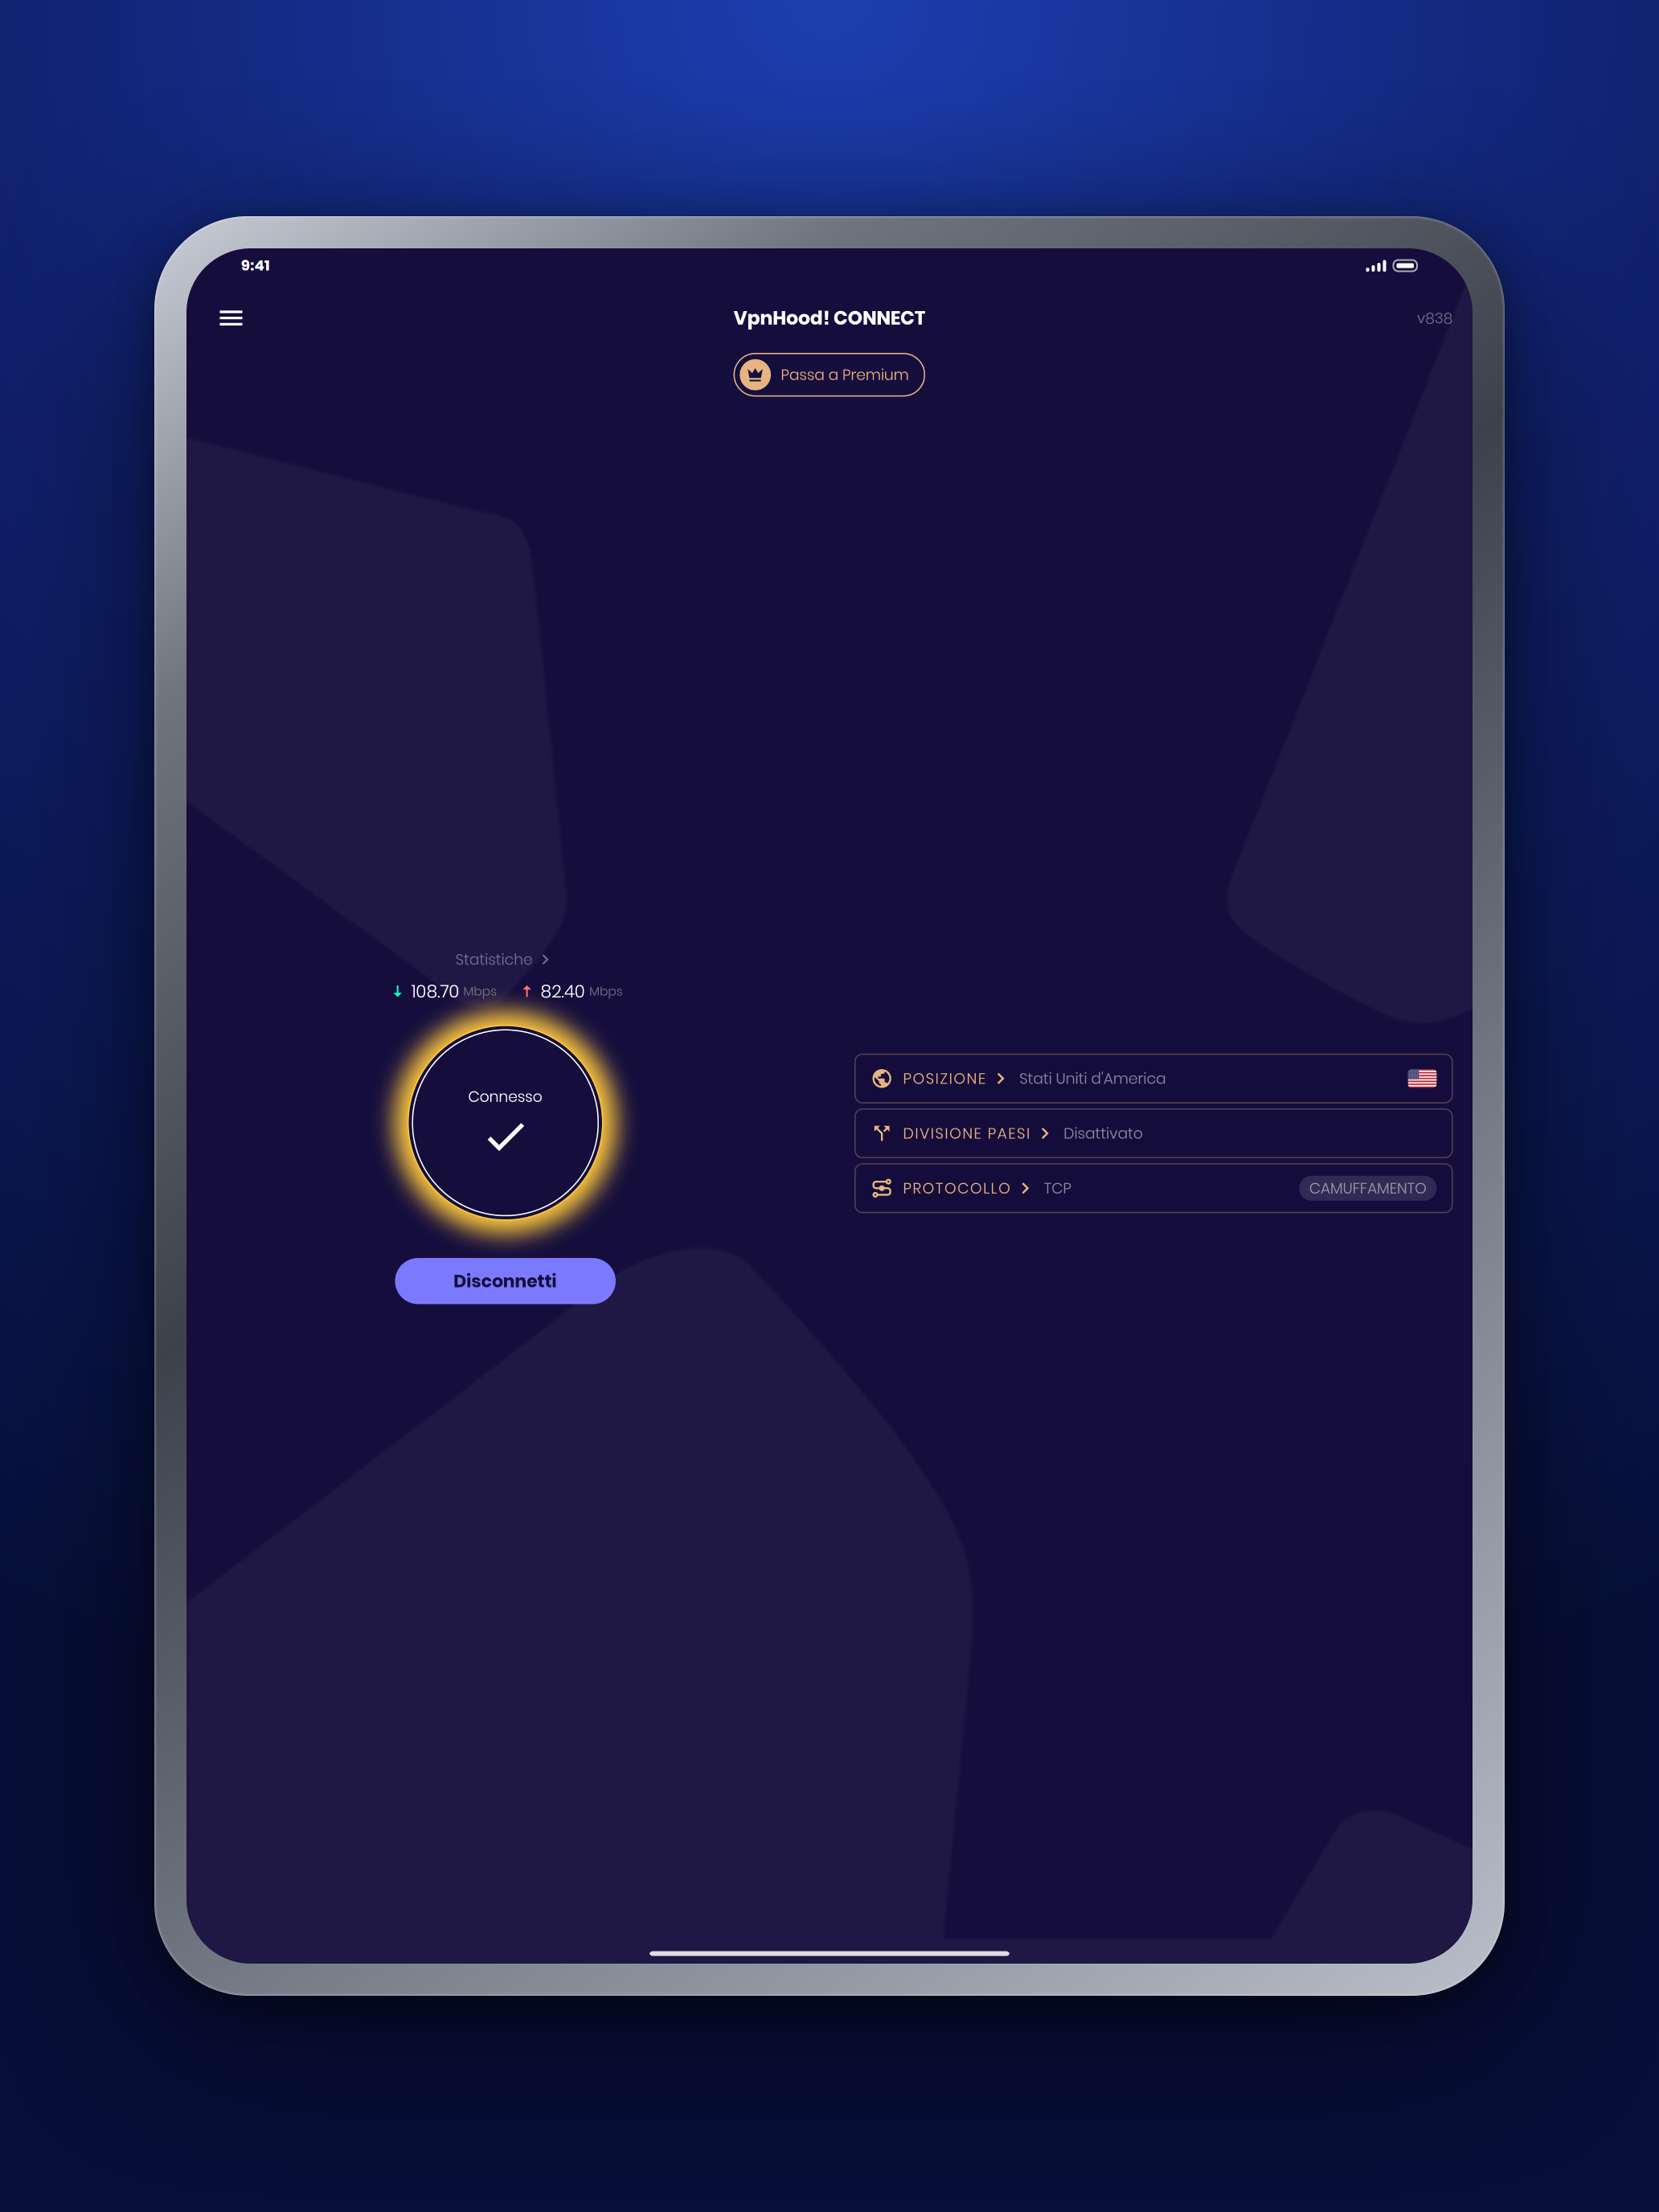 9:41
VpnHood! CONNECT
v838
Passa a Premium
Statistiche
108.70 Mbps 82.40 Mbps
Connesso
Disconnetti
POSIZIONE Stati Uniti d'America
DIVISIONE PAESI Disattivato
PROTOCOLLO TCP CAMUFFAMENTO